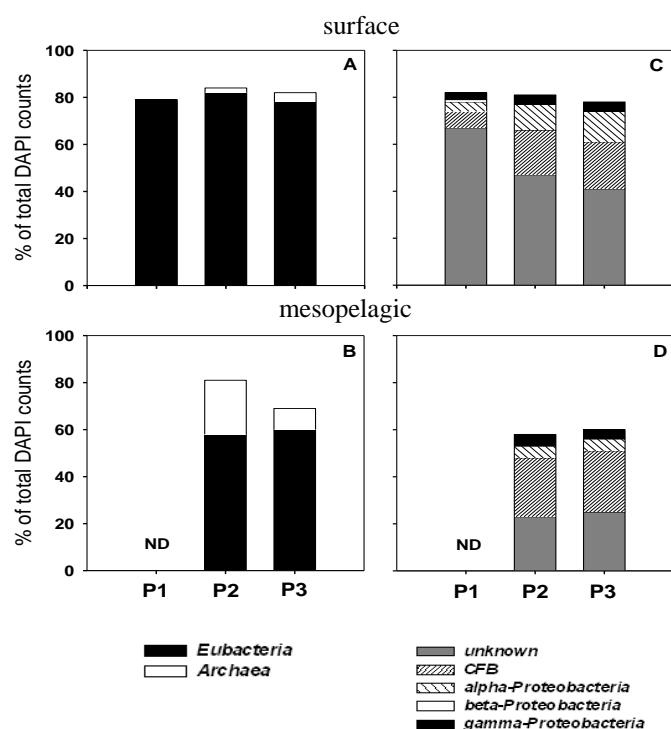 surface
% of total DAPI counts
100
80
60
40
20
0
A
C
mesopelagic
% of total DAPI counts
100
80
60
40
20
0
B
ND
P1 P2 P3
D
ND
P1 P2 P3
Eubacteria
Archaea
unknown
CFB
alpha-Proteobacteria
beta-Proteobacteria
gamma-Proteobacteria